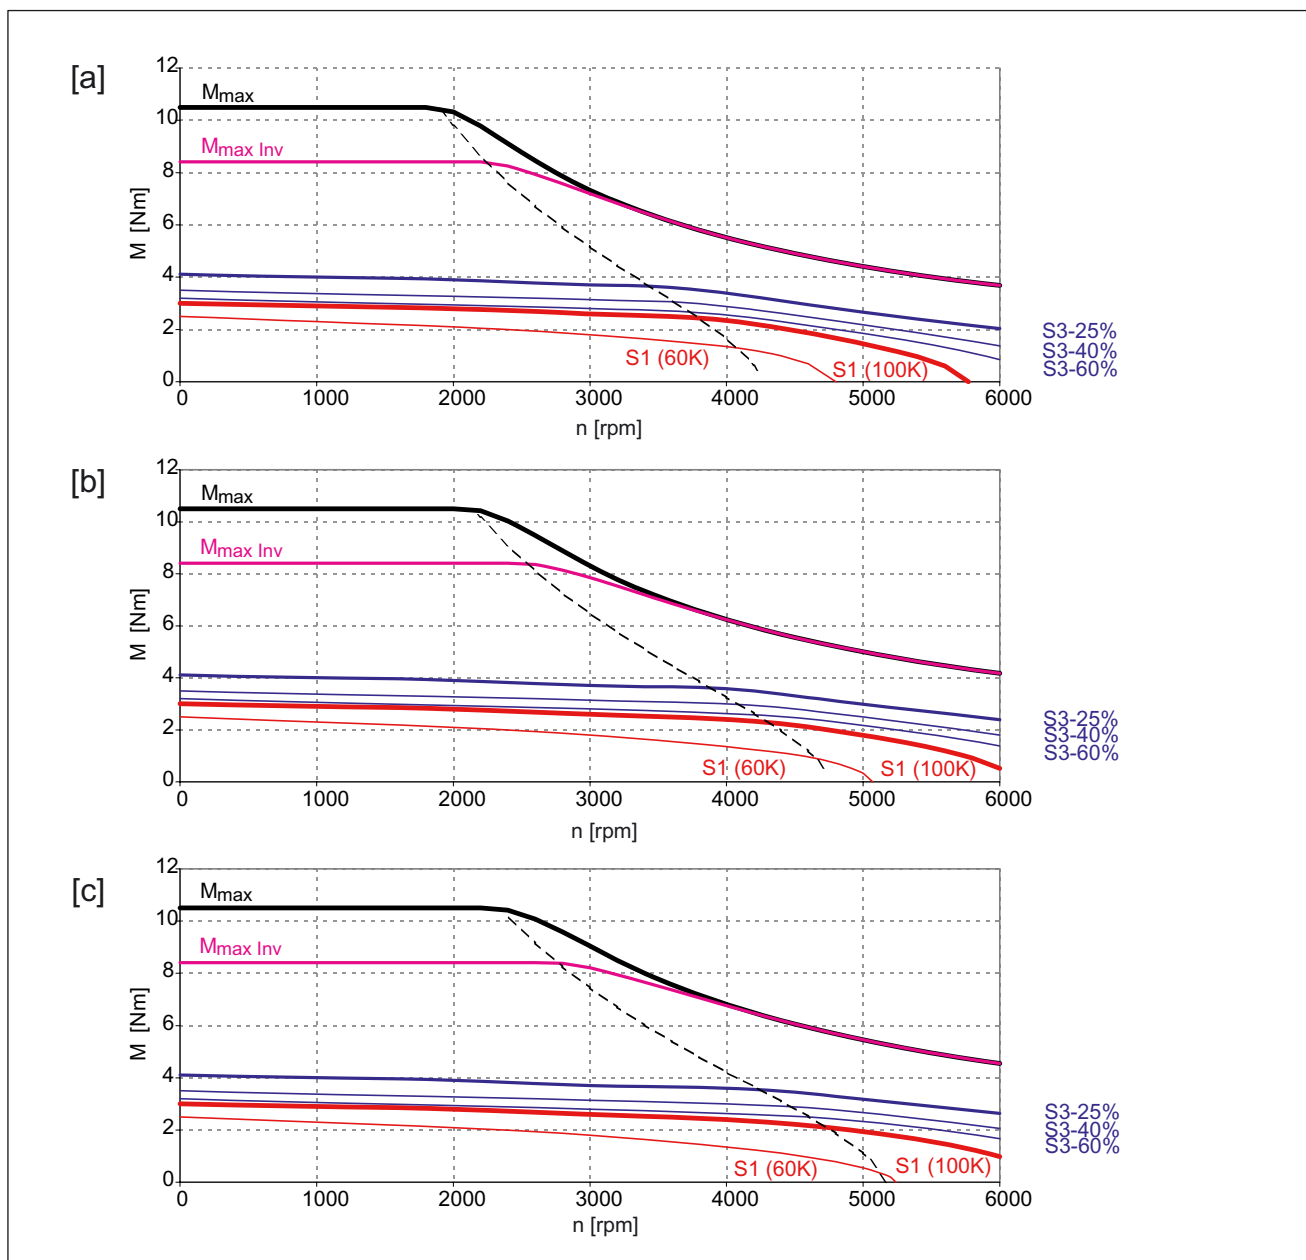 [a]
12
10
8
6
4
2
0
M [Nm]
Mmax
Mmax Inv
S1 (60K)
S1 (100K)
S3-25%
S3-40%
S3-60%
0 1000 2000 3000 4000 5000 6000
n [rpm]
[b]
12
10
8
6
4
2
0
M [Nm]
Mmax
Mmax Inv
S1 (60K)
S1 (100K)
S3-25%
S3-40%
S3-60%
0 1000 2000 3000 4000 5000 6000
n [rpm]
[c]
12
10
8
6
4
2
0
M [Nm]
Mmax
Mmax Inv
S1 (60K)
S1 (100K)
S3-25%
S3-40%
S3-60%
0 1000 2000 3000 4000 5000 6000
n [rpm]